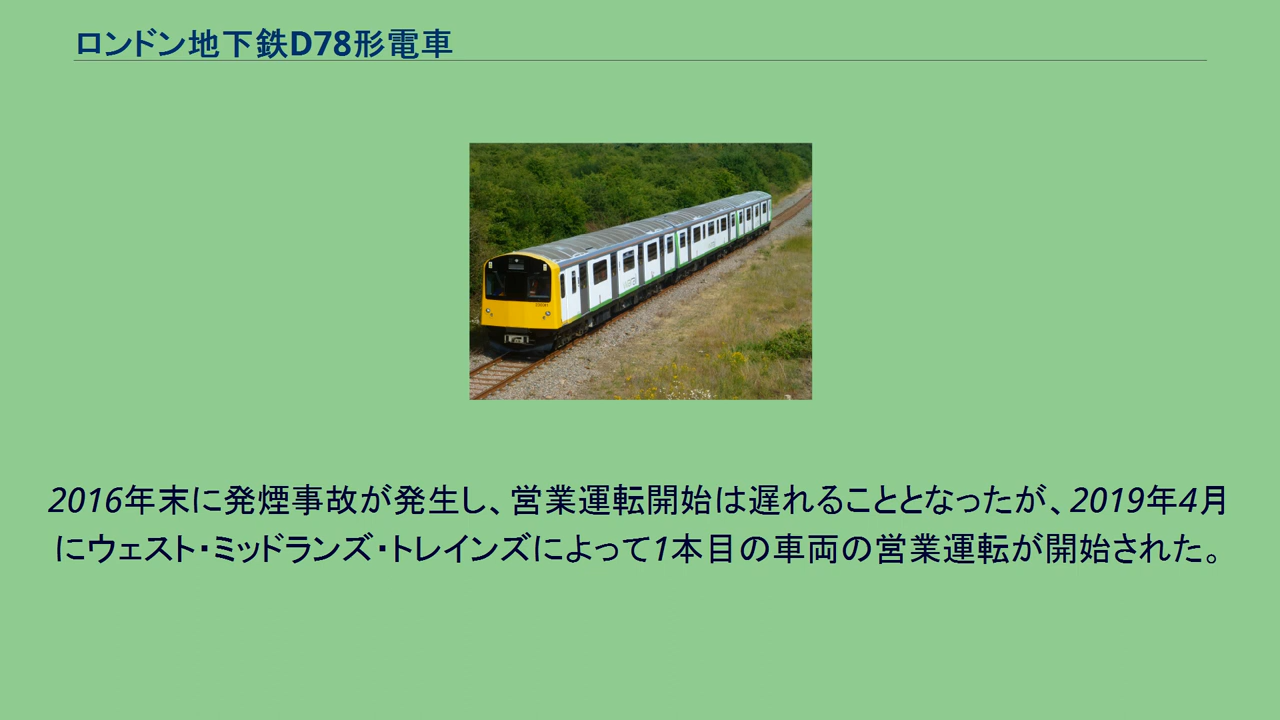 ロンドン地下鉄D78形電車
2016年末に発煙事故が発生し、営業運転開始は遅れることとなったが、2019年4月
にウェスト・ミッドランズ・トレインズによって1本目の車両の営業運転が開始された。